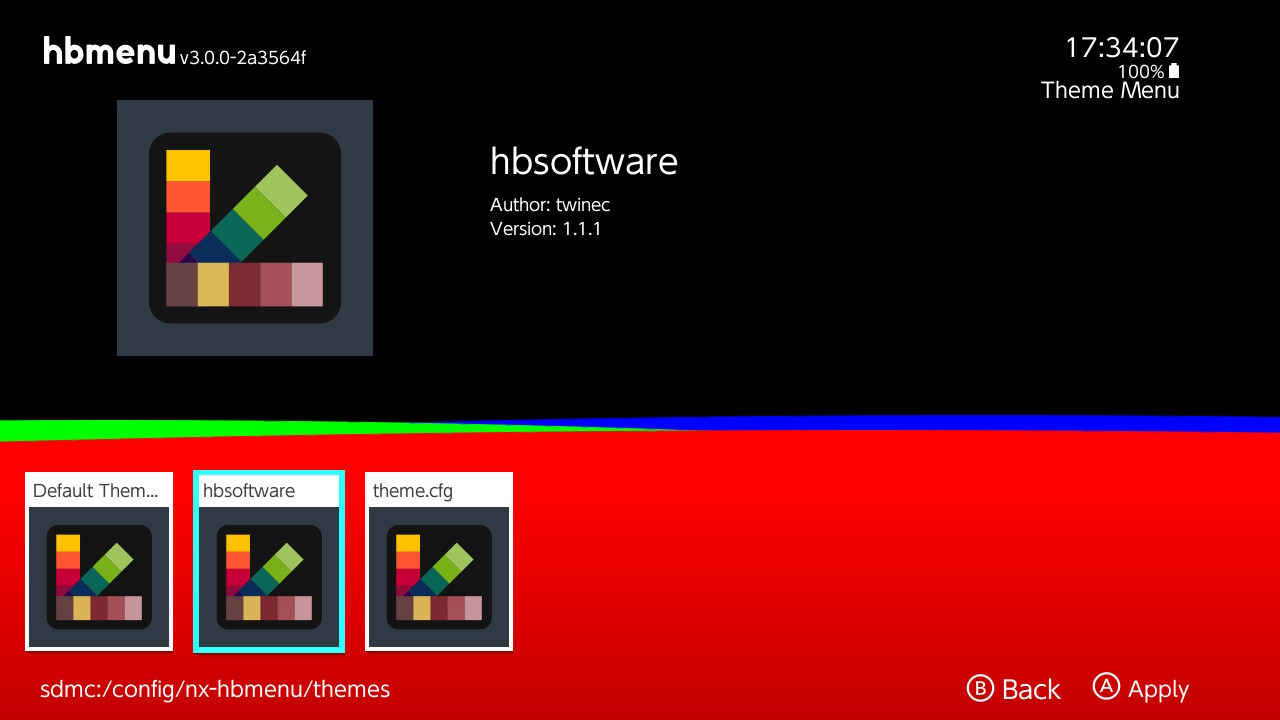 hbmenu v3.0.0-2a3564f
17:34:07
100%
Theme Menu
hbsoftware
Author: twinec
Version: 1.1.1
Default Them...
hbsoftware
theme.cfg
sdmc:/config/nx-hbmenu/themes
B Back
A Apply